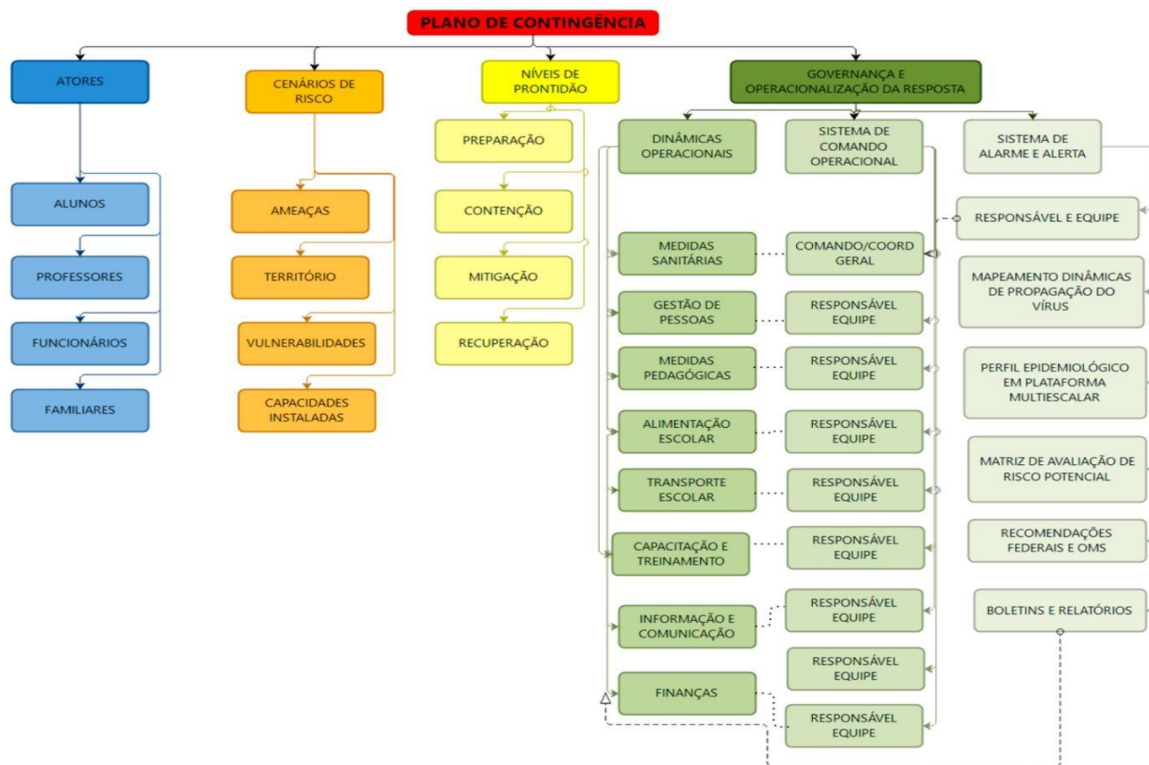 PLANO DE CONTINGÊNCIA
ATORES
ALUNOS
PROFESSORES
FUNCIONÁRIOS
FAMILIARES
CENÁRIOS DE
RISCO
AMEAÇAS
TERRITÓRIO
VULNERABILIDADES
CAPACIDADES
INSTALADAS
NÍVEIS DE
PRONTIDÃO
PREPARAÇÃO
CONTENÇÃO
MITIGAÇÃO
RECUPERAÇÃO
GOVERNANÇA E
OPERACIONALIZAÇÃO DA RESPOSTA
DINÂMICAS
OPERACIONAIS
MEDIDAS
SANITÁRIAS
GESTÃO DE
PESSOAS
MEDIDAS
PEDAGÓGICAS
ALIMENTAÇÃO
ESCOLAR
TRANSPORTE
ESCOLAR
CAPACITAÇÃO E
TREINAMENTO
INFORMAÇÃO E
COMUNICAÇÃO
FINANÇAS
SISTEMA DE
COMANDO
OPERACIONAL
COMANDO/COORD
GERAL
RESPONSÁVEL
EQUIPE
RESPONSÁVEL
EQUIPE
RESPONSÁVEL
EQUIPE
RESPONSÁVEL
EQUIPE
RESPONSÁVEL
EQUIPE
RESPONSÁVEL
EQUIPE
RESPONSÁVEL
EQUIPE
RESPONSÁVEL
EQUIPE
SISTEMA DE
ALARME E ALERTA
RESPONSÁVEL E EQUIPE
MAPEAMENTO DINÂMICAS
DE PROPAGAÇÃO DO
VÍRUS
PERFIL EPIDEMIOLÓGICO
EM PLATAFORMA
MULTIESCALAR
MATRIZ DE AVALIAÇÃO DE
RISCO POTENCIAL
RECOMENDAÇÕES
FEDERAIS E OMS
BOLETINS E RELATÓRIOS